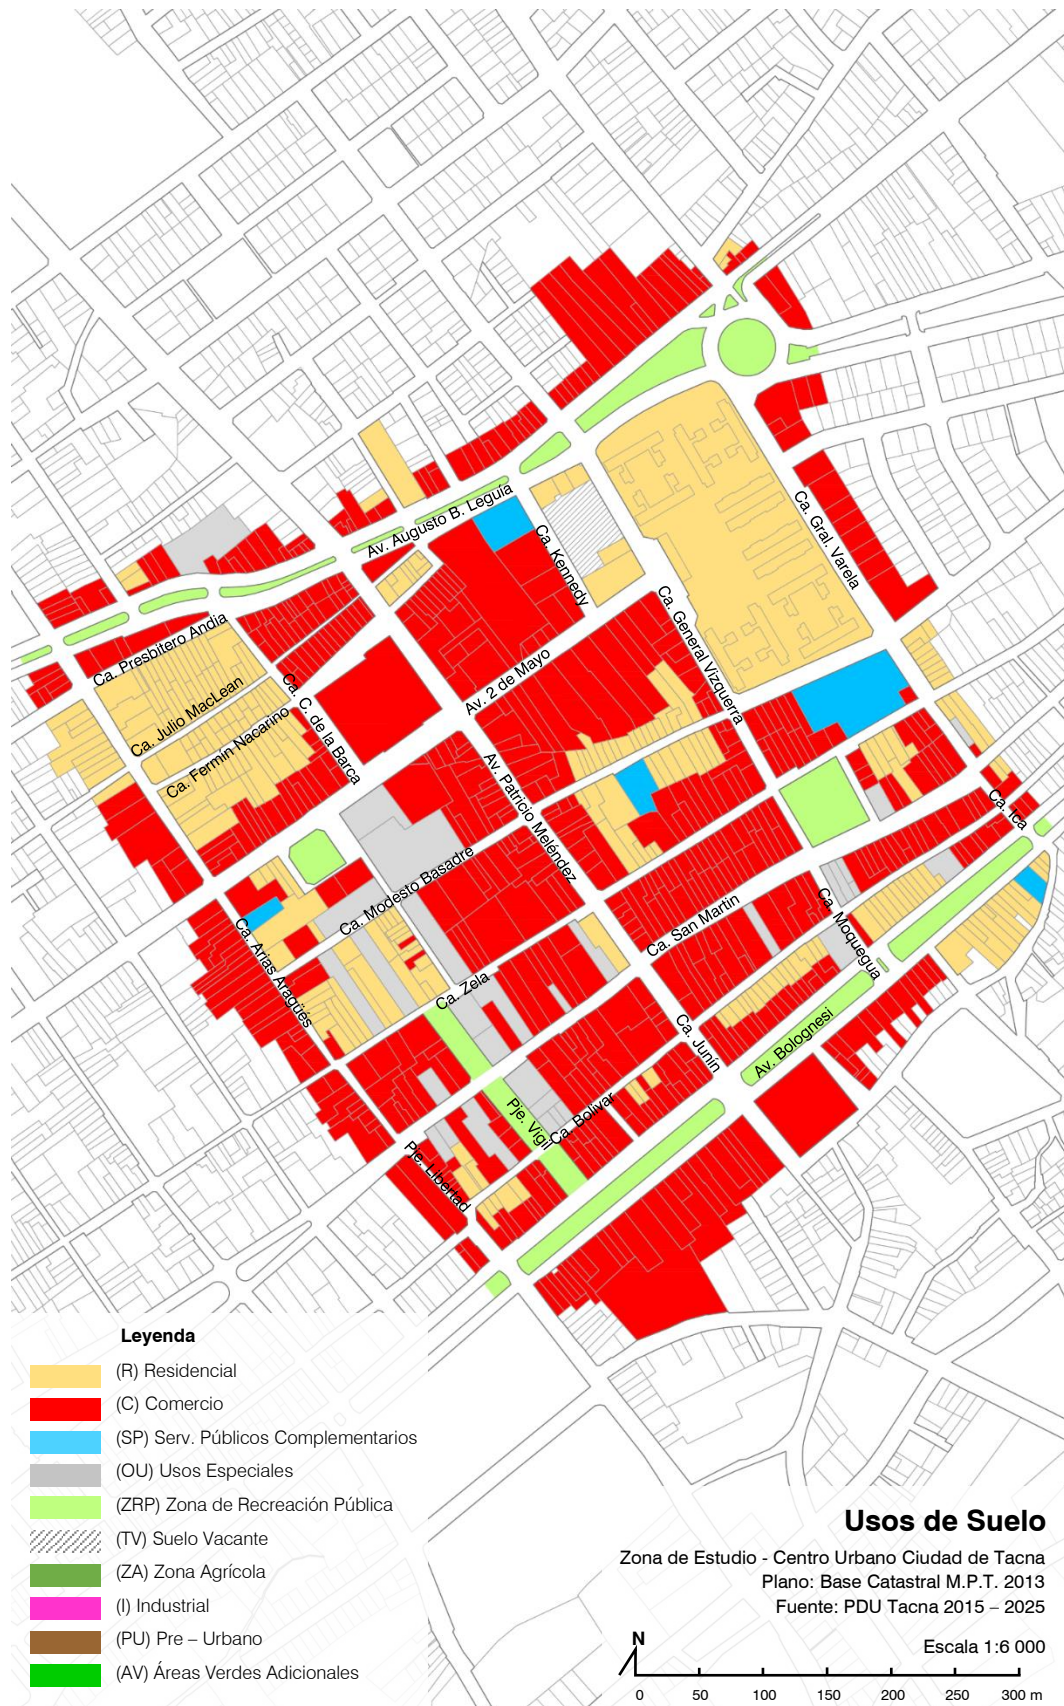 Av. Augusto B. Leguía
Ca. Kennedy
Ca. Gral. Varela
Ca. General Vizquerra
Ca. Presbitero Andia
Ca. Julio MacLean
Ca. Fermin Nacarino
Ca. C. de la Barca
Av. 2 de Mayo
Av. Patricio Meléndez
Ca. Ica
Ca. Modesto Basadre
Ca. San Martin
Ca. Moquegua
Ca. Arias Aragüés
Ca. Zela
Ca. Junín
Av. Bolognesi
Pje. Vigil
Ca. Bolivar
Pje. Libertad
Leyenda
(R) Residencial
(C) Comercio
(SP) Serv. Públicos Complementarios
(OU) Usos Especiales
(ZRP) Zona de Recreación Pública
(TV) Suelo Vacante
(ZA) Zona Agrícola
(I) Industrial
(PU) Pre – Urbano
(AV) Áreas Verdes Adicionales
Usos de Suelo
Zona de Estudio - Centro Urbano Ciudad de Tacna
Plano: Base Catastral M.P.T. 2013
Fuente: PDU Tacna 2015 – 2025
Escala 1:6 000
N
0 50 100 150 200 250 300 m